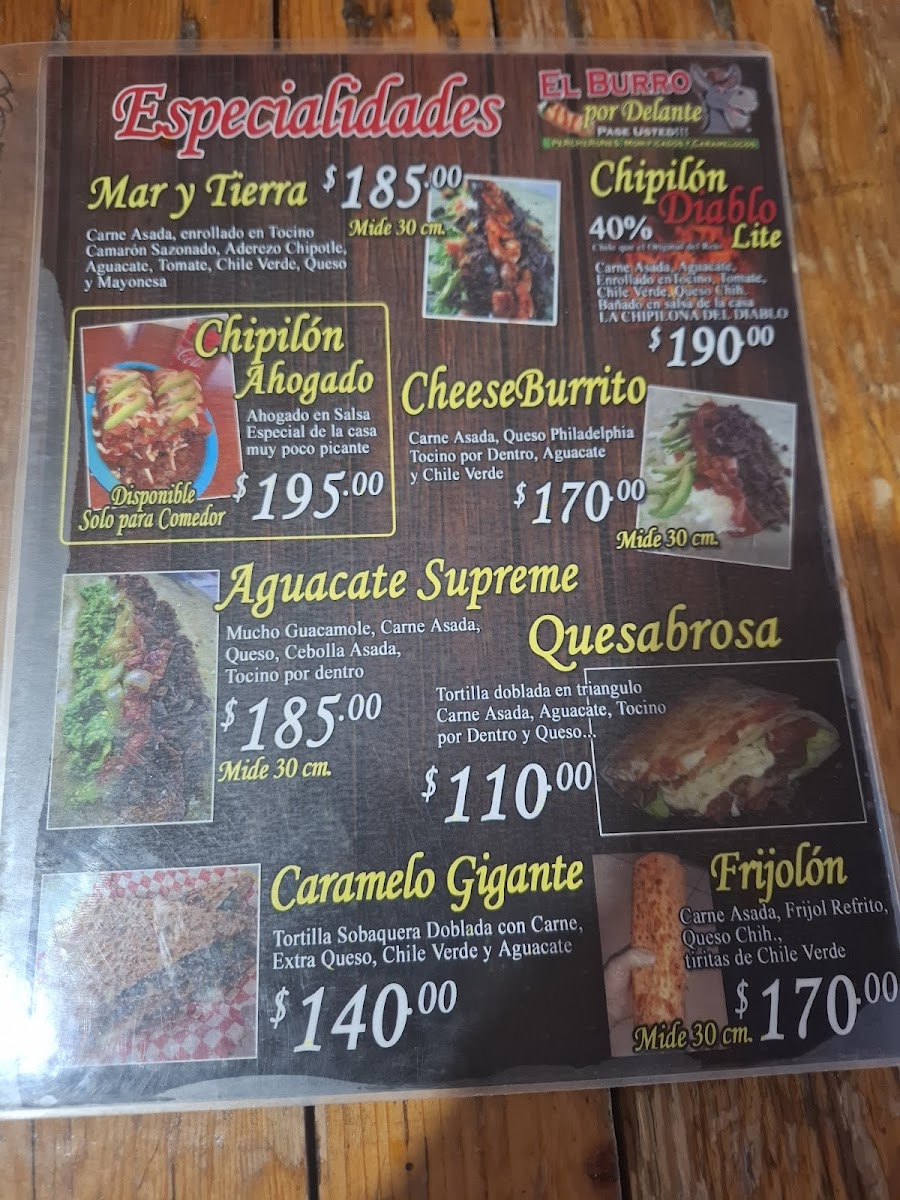 Especialidades
EL BURRO
por Delante
PASE USTED!!!
Mar y Tierra $185.00
Mide 30 cm.
Carne Asada, enrollado en Tocino
Camarón Sazonado, Aderezo Chipotle,
Aguacate, Tomate, Chile Verde, Queso
y Mayonesa
Chipilón
Diablo
Lite
40%
Chile que el Original del Reto
Carne Asada, Aguacate,
Enrollado en Tocino, Tomate,
Chile Verde, Queso Chih.
Bañado en salsa de la casa
LA CHIPILONA DEL DIABLO
$190.00
Chipilón
Ahogado
Ahogado en Salsa
Especial de la casa
muy poco picante
$195.00
Disponible
Solo para Comedor
CheeseBurrito
Carne Asada, Queso Philadelphia
Tocino por Dentro, Aguacate
y Chile Verde
$170.00
Mide 30 cm.
Aguacate Supreme
Mucho Guacamole, Carne Asada,
Queso, Cebolla Asada,
Tocino por dentro
$185.00
Mide 30 cm.
Quesabrosa
Tortilla doblada en triangulo
Carne Asada, Aguacate, Tocino
por Dentro y Queso...
$110.00
Caramelo Gigante
Tortilla Sobaquera Doblada con Carne,
Extra Queso, Chile Verde y Aguacate
$140.00
Frijolón
Carne Asada, Frijol Refrito,
Queso Chih.,
tiritas de Chile Verde
$170.00
Mide 30 cm.